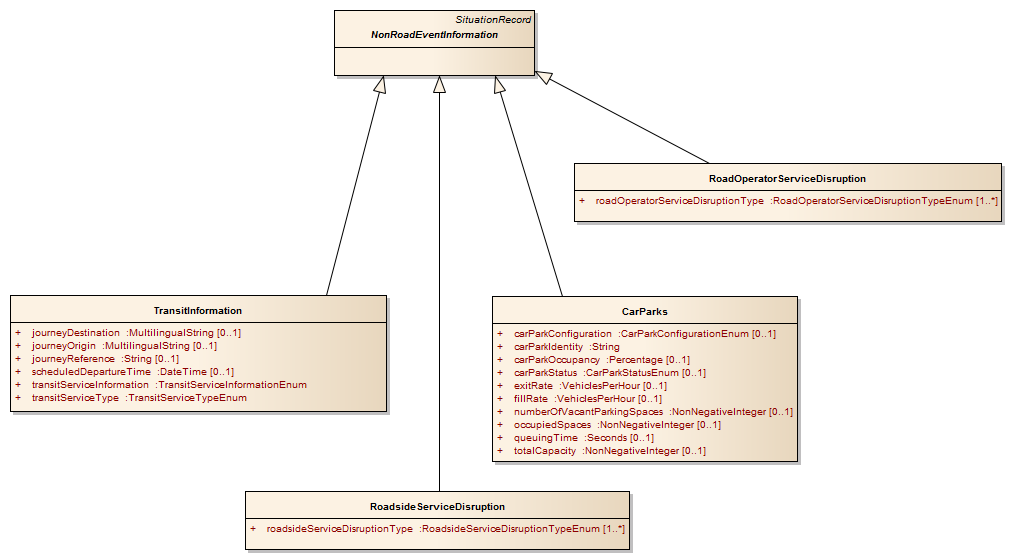 SituationRecord
NonRoadEventInformation
RoadOperatorServiceDisruption
+ roadOperatorServiceDisruptionType :RoadOperatorServiceDisruptionTypeEnum [1..*]
TransitInformation
+ journeyDestination :MultilingualString [0..1]
+ journeyOrigin :MultilingualString [0..1]
+ journeyReference :String [0..1]
+ scheduledDepartureTime :DateTime [0..1]
+ transitServiceInformation :TransitServiceInformationEnum
+ transitServiceType :TransitServiceTypeEnum
CarParks
+ carParkConfiguration :CarParkConfigurationEnum [0..1]
+ carParkIdentity :String
+ carParkOccupancy :Percentage [0..1]
+ carParkStatus :CarParkStatusEnum [0..1]
+ exitRate :VehiclesPerHour [0..1]
+ fillRate :VehiclesPerHour [0..1]
+ numberOfVacantParkingSpaces :NonNegativeInteger [0..1]
+ occupiedSpaces :NonNegativeInteger [0..1]
+ queuingTime :Seconds [0..1]
+ totalCapacity :NonNegativeInteger [0..1]
RoadsideServiceDisruption
+ roadsideServiceDisruptionType :RoadsideServiceDisruptionTypeEnum [1..*]